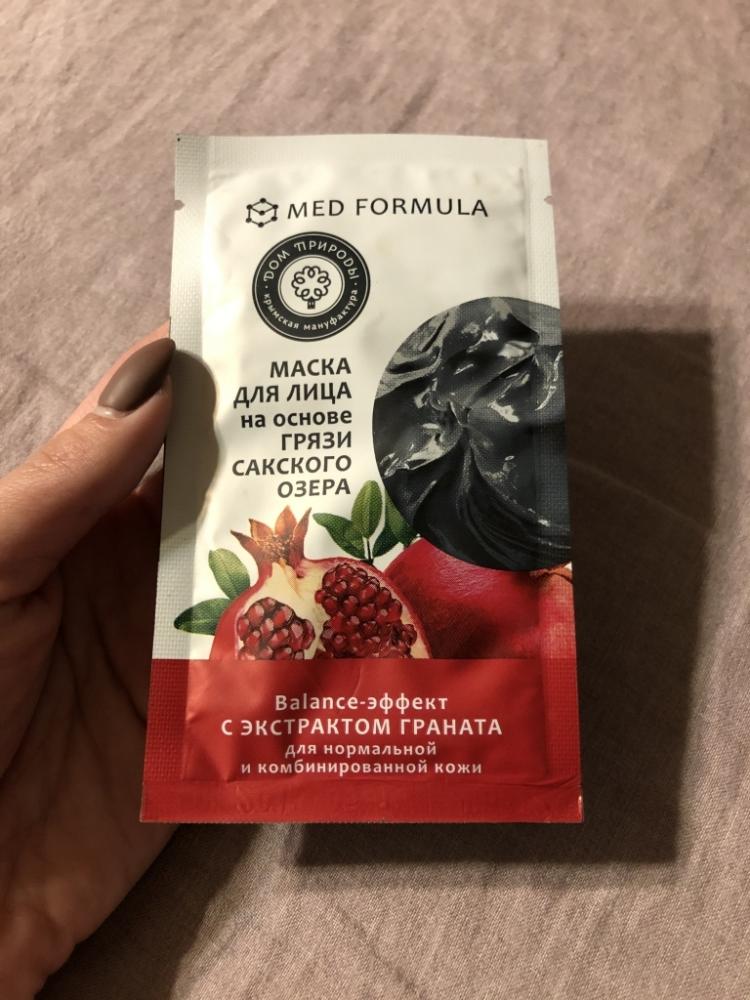 MED FORMULA
ДОМ ПРИРОДЫ
крымская мануфактура
МАСКА
ДЛЯ ЛИЦА
на основе
ГРЯЗИ
САКСКОГО
ОЗЕРА
Balance-эффект
С ЭКСТРАКТОМ ГРАНАТА
для нормальной
и комбинированной кожи